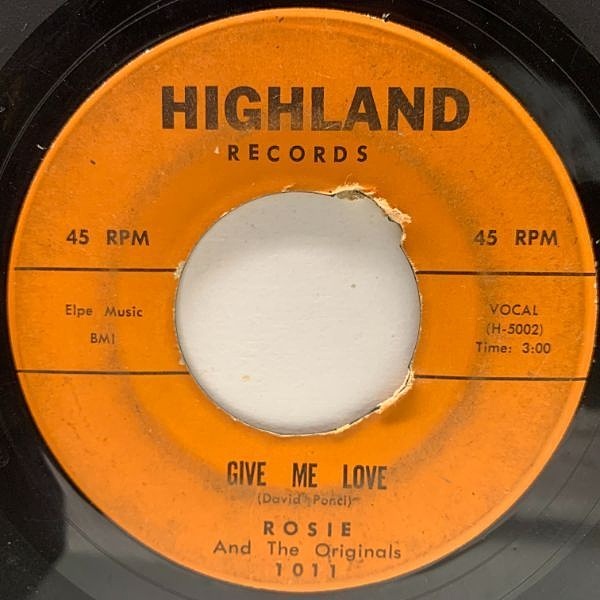 HIGHLAND
RECORDS
45 RPM
45 RPM
Elpe Music
BMI
VOCAL
(H-5002)
Time: 3:00
GIVE ME LOVE
(David Ponci)
ROSIE
And The Originals
1011